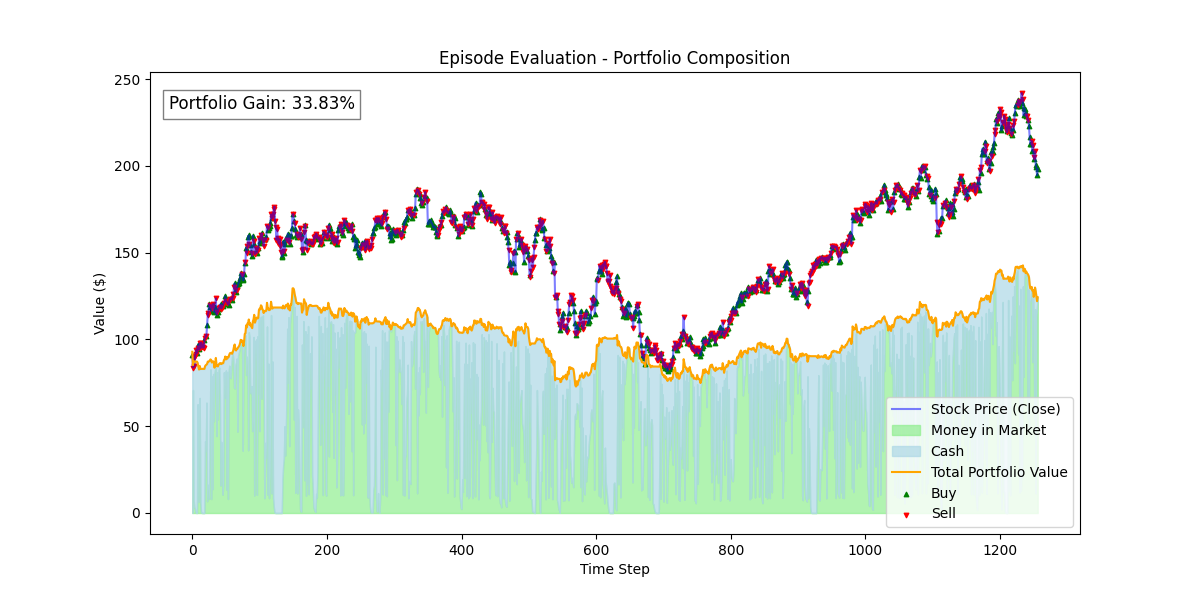 Episode Evaluation - Portfolio Composition
Portfolio Gain: 33.83%
250
200
150
100
50
0
Value ($)
0 200 400 600 800 1000 1200
Time Step
Stock Price (Close)
Money in Market
Cash
Total Portfolio Value
Buy
Sell